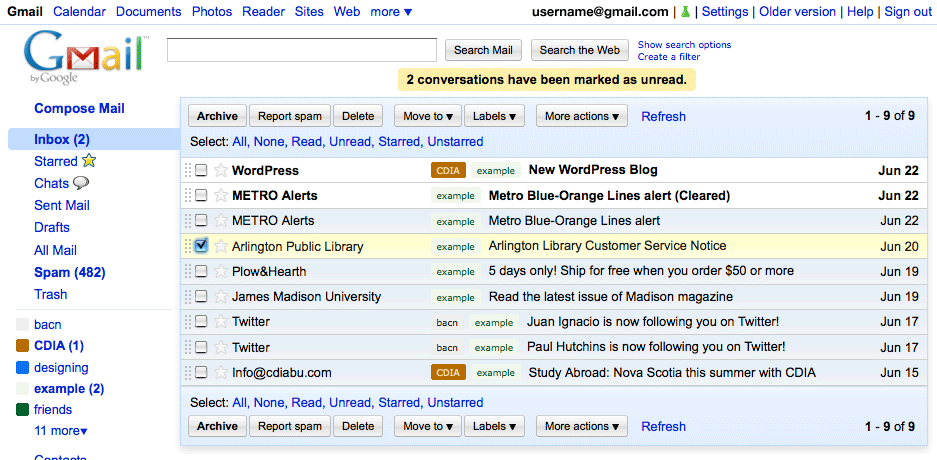 Gmail Calendar Documents Photos Reader Sites Web more ▼ username@gmail.com | | Settings | Older version | Help | Sign out
Gmail™
by Google
Search Mail Search the Web
Show search options
Create a filter
2 conversations have been marked as unread.
Compose Mail
Inbox (2)
Starred
Chats
Sent Mail
Drafts
All Mail
Spam (482)
Trash
bacn
CDIA (1)
designing
example (2)
friends
11 more▼
Contacts
Archive Report spam Delete Move to ▼ Labels ▼ More actions ▼ Refresh 1 - 9 of 9
Select: All, None, Read, Unread, Starred, Unstarred
WordPress CDIA example New WordPress Blog Jun 22
METRO Alerts example Metro Blue-Orange Lines alert (Cleared) Jun 22
METRO Alerts example Metro Blue-Orange Lines alert Jun 22
Arlington Public Library example Arlington Library Customer Service Notice Jun 20
Plow&Hearth example 5 days only! Ship for free when you order $50 or more Jun 19
James Madison University example Read the latest issue of Madison magazine Jun 19
Twitter bacn example Juan Ignacio is now following you on Twitter! Jun 17
Twitter bacn example Paul Hutchins is now following you on Twitter! Jun 17
Info@cdiabu.com CDIA example Study Abroad: Nova Scotia this summer with CDIA Jun 15
Select: All, None, Read, Unread, Starred, Unstarred
Archive Report spam Delete Move to ▼ Labels ▼ More actions ▼ Refresh 1 - 9 of 9